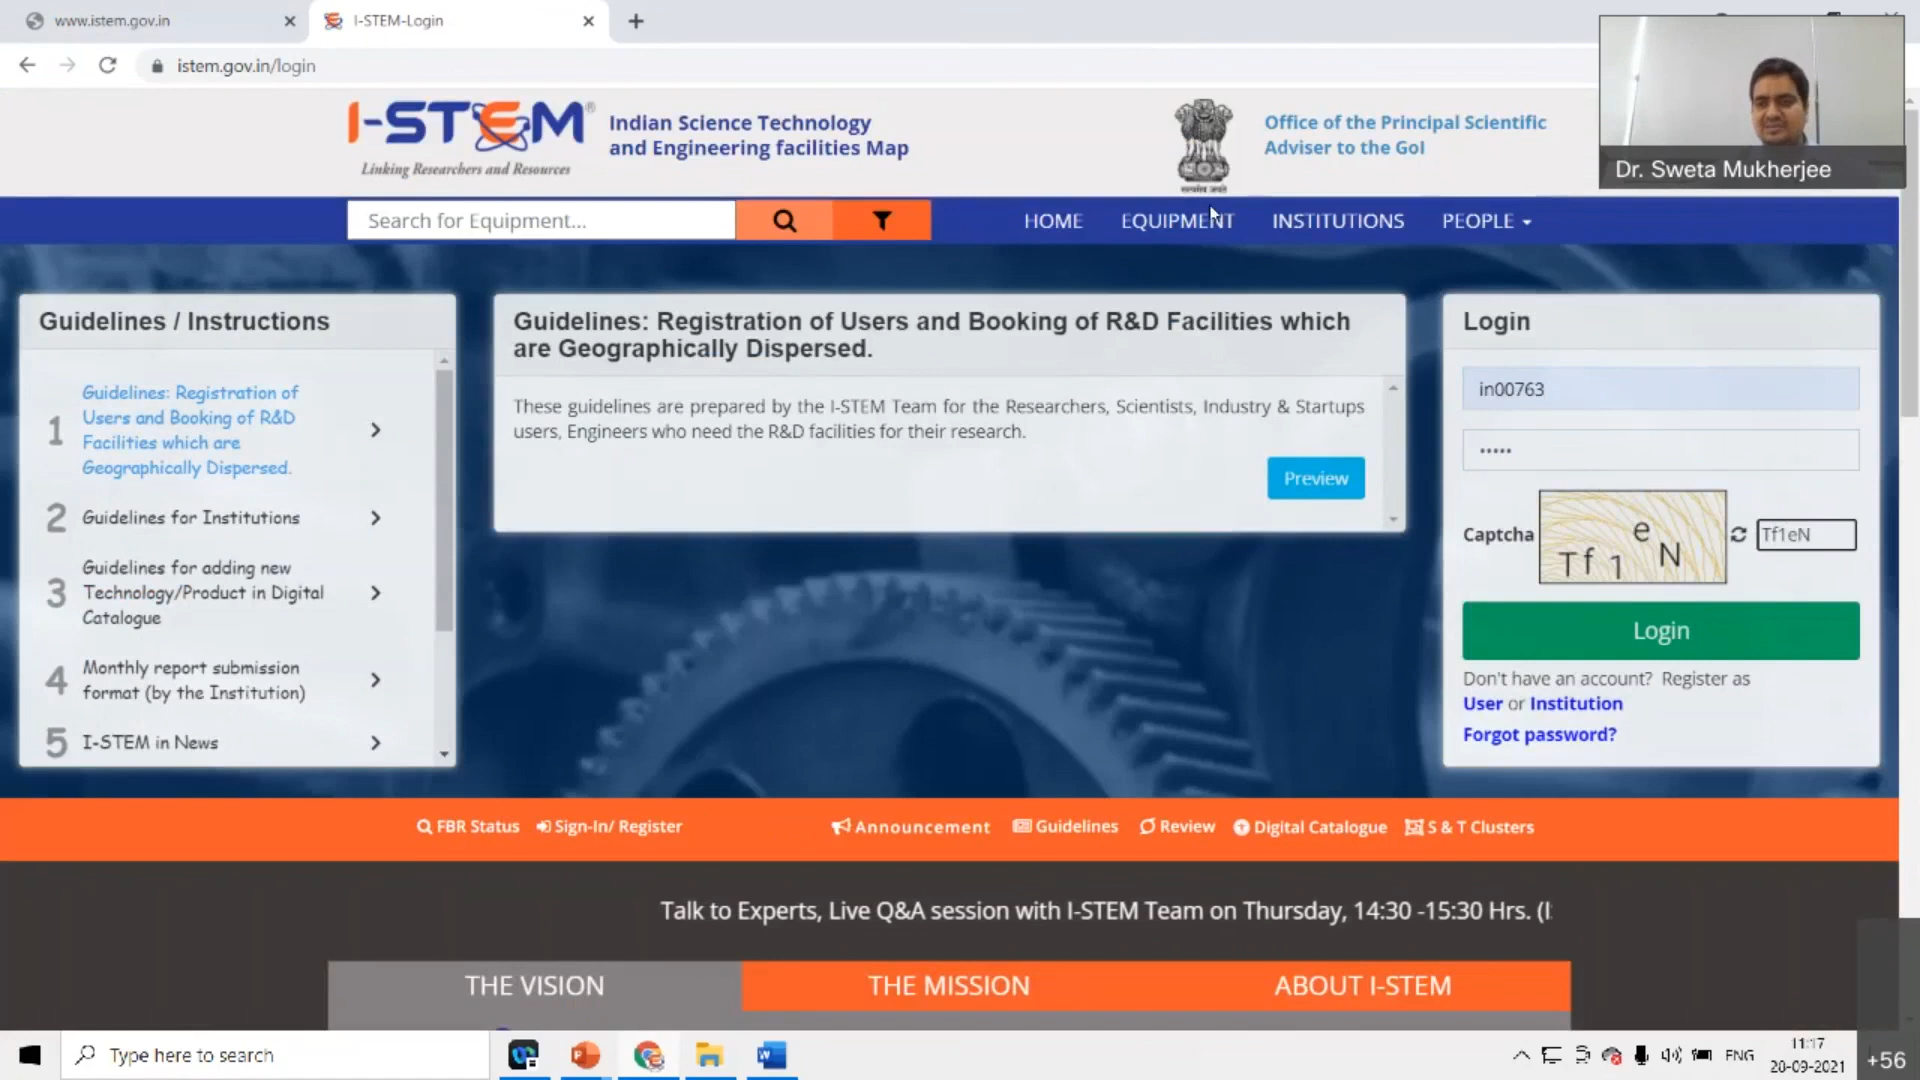 www.istem.gov.in
I-STEM-Login
istem.gov.in/login
I-STEM®
Linking Researchers and Resources
Indian Science Technology
and Engineering facilities Map
सत्यमेव जयते
Office of the Principal Scientific
Adviser to the GoI
Dr. Sweta Mukherjee
Search for Equipment...
HOME EQUIPMENT INSTITUTIONS PEOPLE
Guidelines / Instructions
1
Guidelines: Registration of
Users and Booking of R&D
Facilities which are
Geographically Dispersed.
2 Guidelines for Institutions
3
Guidelines for adding new
Technology/Product in Digital
Catalogue
4
Monthly report submission
format (by the Institution)
5 I-STEM in News
Guidelines: Registration of Users and Booking of R&D Facilities which
are Geographically Dispersed.
These guidelines are prepared by the I-STEM Team for the Researchers, Scientists, Industry & Startups
users, Engineers who need the R&D facilities for their research.
Preview
Login
in00763
•••••
Captcha Tf1eN Tf1eN
Login
Don't have an account? Register as
User or Institution
Forgot password?
FBR Status Sign-In/ Register Announcement Guidelines Review Digital Catalogue S & T Clusters
Talk to Experts, Live Q&A session with I-STEM Team on Thursday, 14:30 -15:30 Hrs. (I
THE VISION THE MISSION ABOUT I-STEM
Type here to search
ENG
11:17
20-09-2021
+56